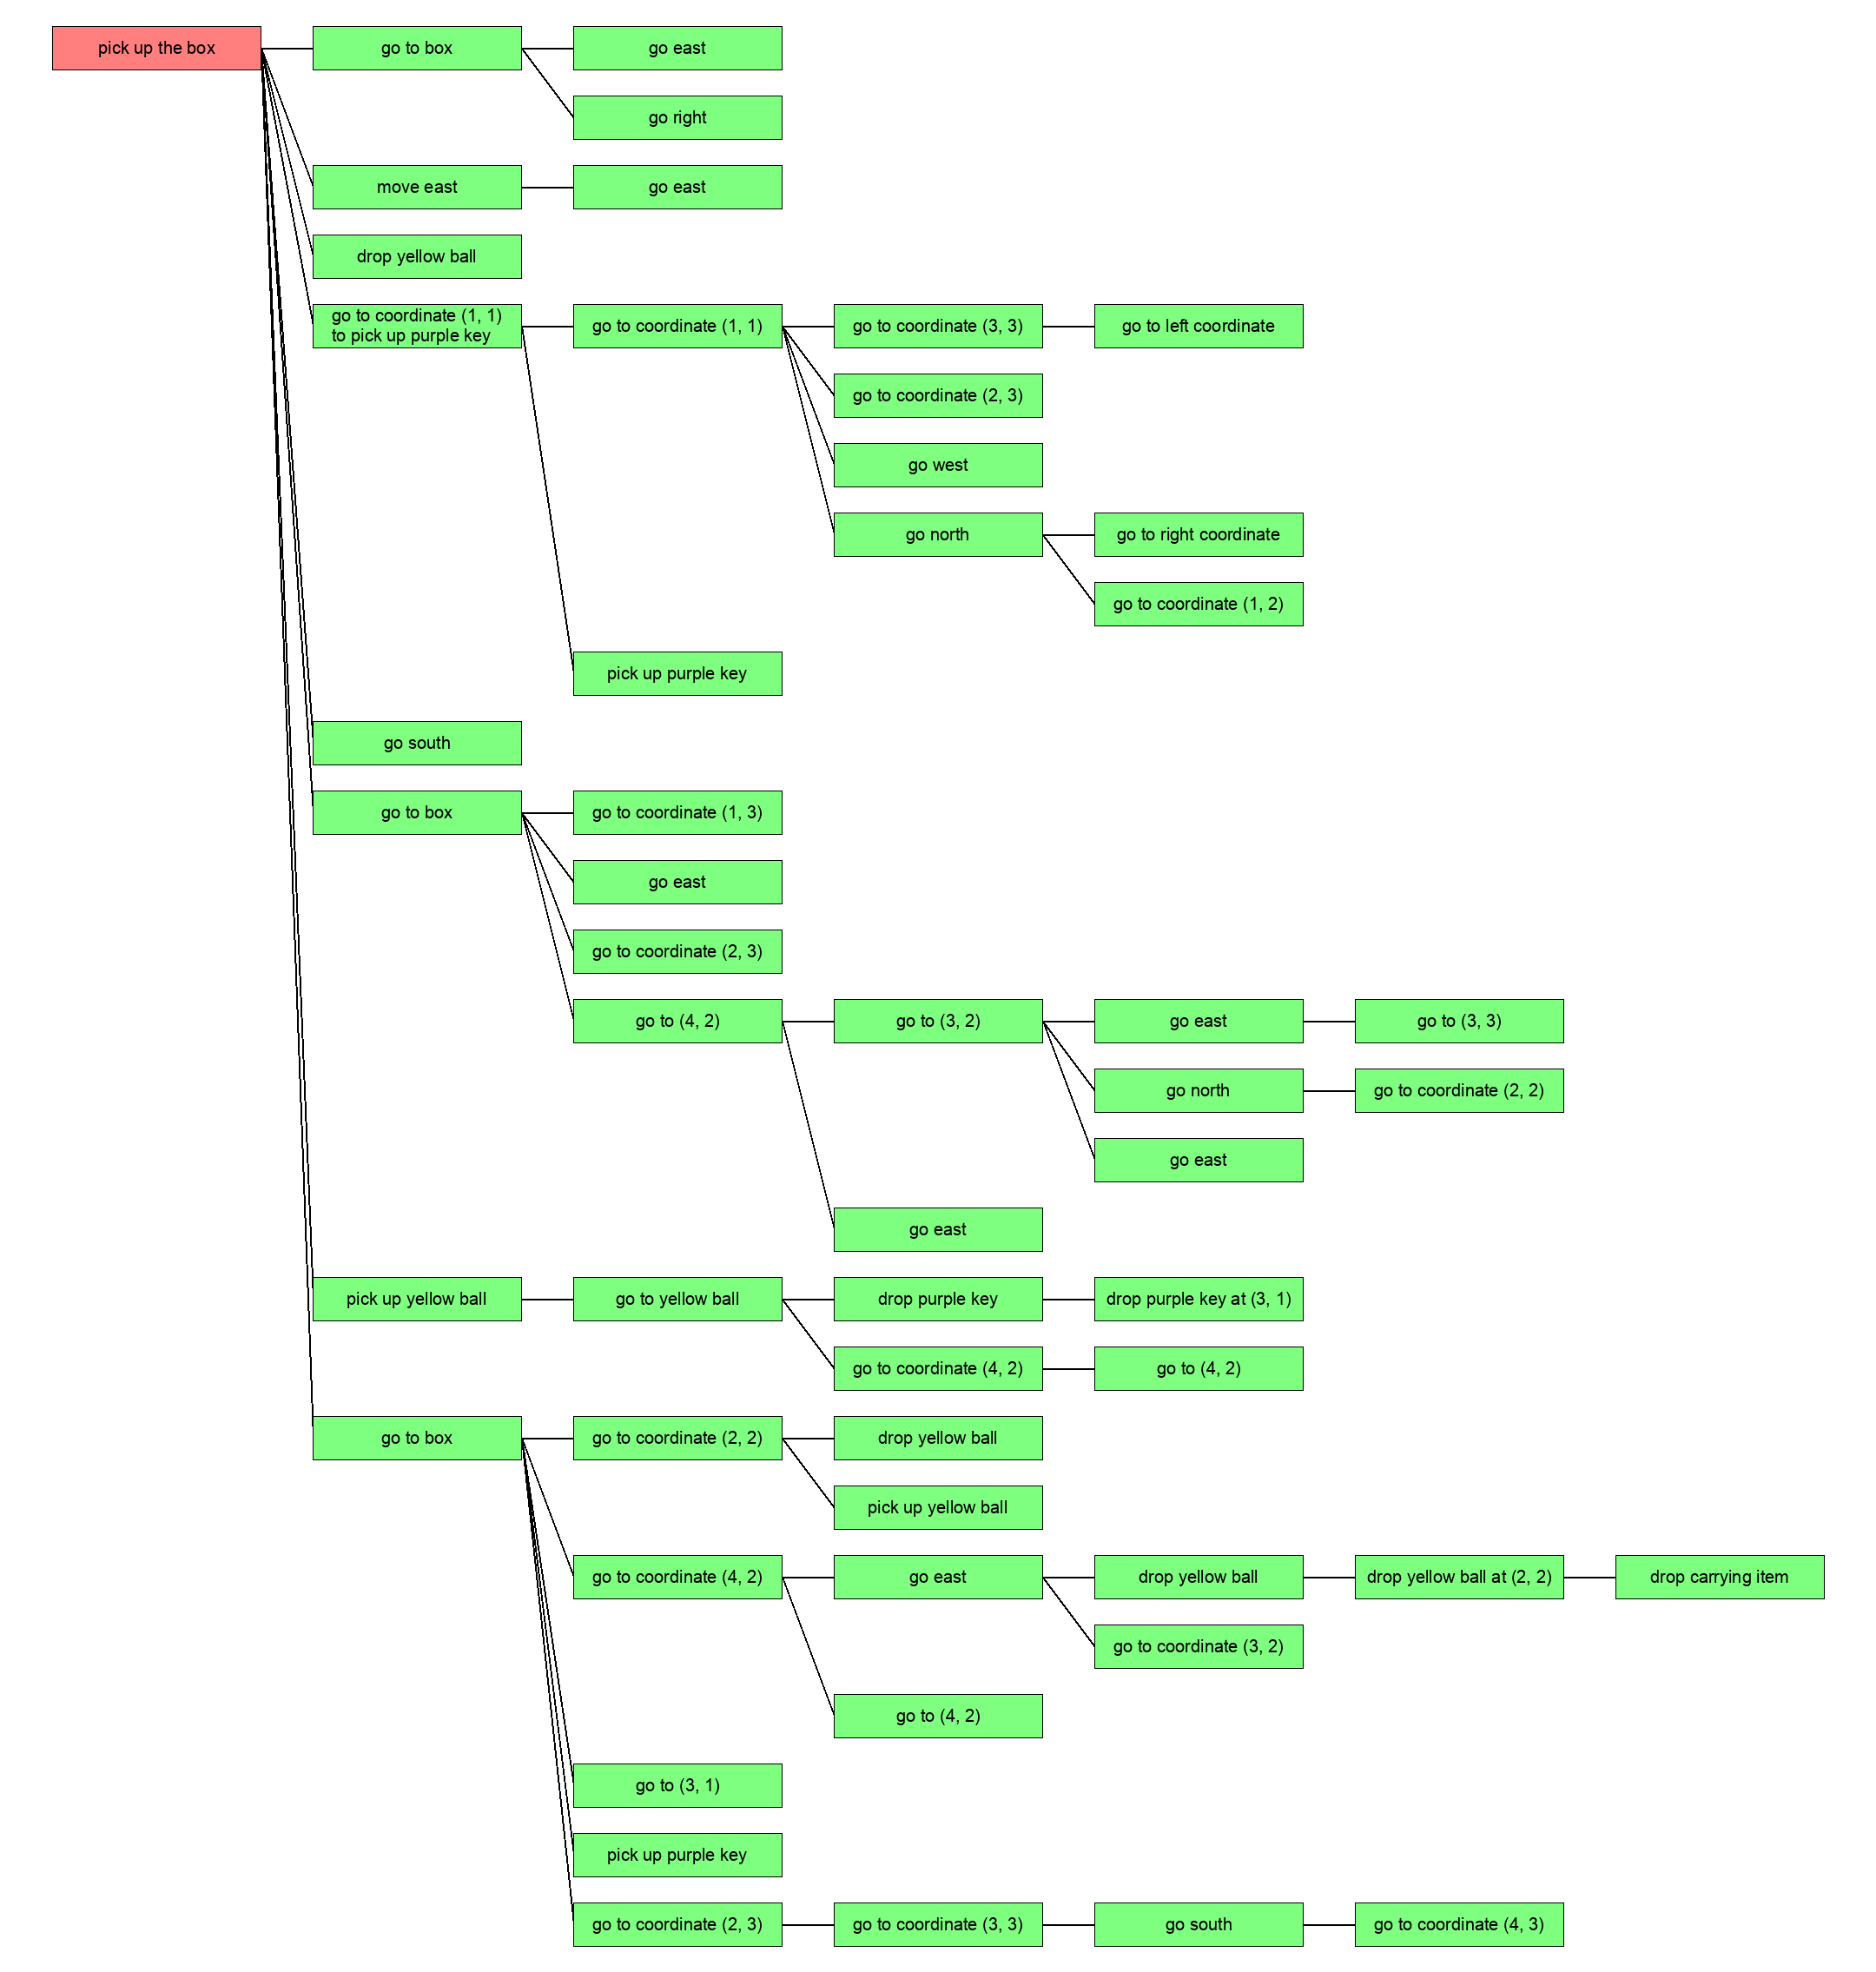 pick up the box
go to box
go east
go right
move east
go east
drop yellow ball
go to coordinate (1, 1)
to pick up purple key
go to coordinate (1, 1)
go to coordinate (3, 3)
go to left coordinate
go to coordinate (2, 3)
go west
go north
go to right coordinate
go to coordinate (1, 2)
pick up purple key
go south
go to box
go to coordinate (1, 3)
go east
go to coordinate (2, 3)
go to (4, 2)
go to (3, 2)
go east
go to (3, 3)
go north
go to coordinate (2, 2)
go east
go east
pick up yellow ball
go to yellow ball
drop purple key
drop purple key at (3, 1)
go to coordinate (4, 2)
go to (4, 2)
go to box
go to coordinate (2, 2)
drop yellow ball
pick up yellow ball
go to coordinate (4, 2)
go east
drop yellow ball
drop yellow ball at (2, 2)
drop carrying item
go to coordinate (3, 2)
go to (4, 2)
go to (3, 1)
pick up purple key
go to coordinate (2, 3)
go to coordinate (3, 3)
go south
go to coordinate (4, 3)